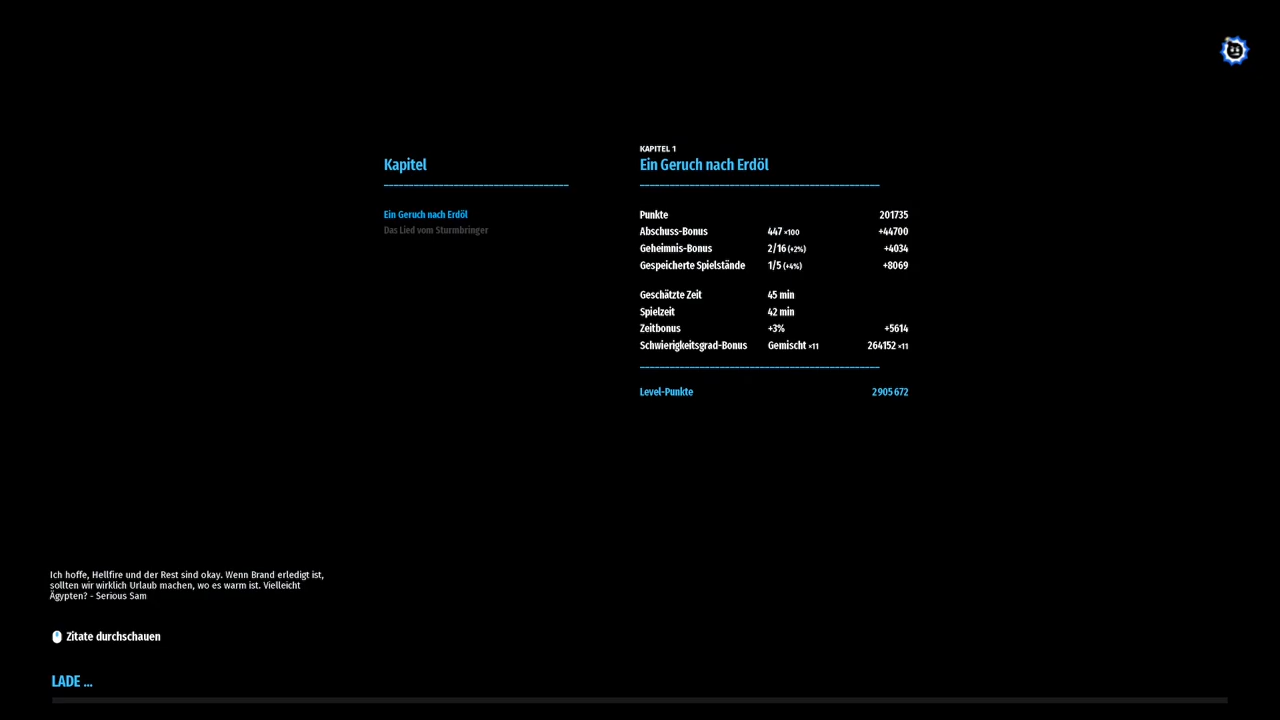 Kapitel
Ein Geruch nach Erdöl
Das Lied vom Sturmbringer
KAPITEL 1
Ein Geruch nach Erdöl
Punkte 201735
Abschuss-Bonus 447 ×100 +44700
Geheimnis-Bonus 2/16 (+2%) +4034
Gespeicherte Spielstände 1/5 (+4%) +8069
Geschätzte Zeit 45 min
Spielzeit 42 min
Zeitbonus +3% +5614
Schwierigkeitsgrad-Bonus Gemischt ×11 264152 ×11
Level-Punkte 2905672
Ich hoffe, Hellfire und der Rest sind okay. Wenn Brand erledigt ist,
sollten wir wirklich Urlaub machen, wo es warm ist. Vielleicht
Ägypten? - Serious Sam
Zitate durchschauen
LADE ...